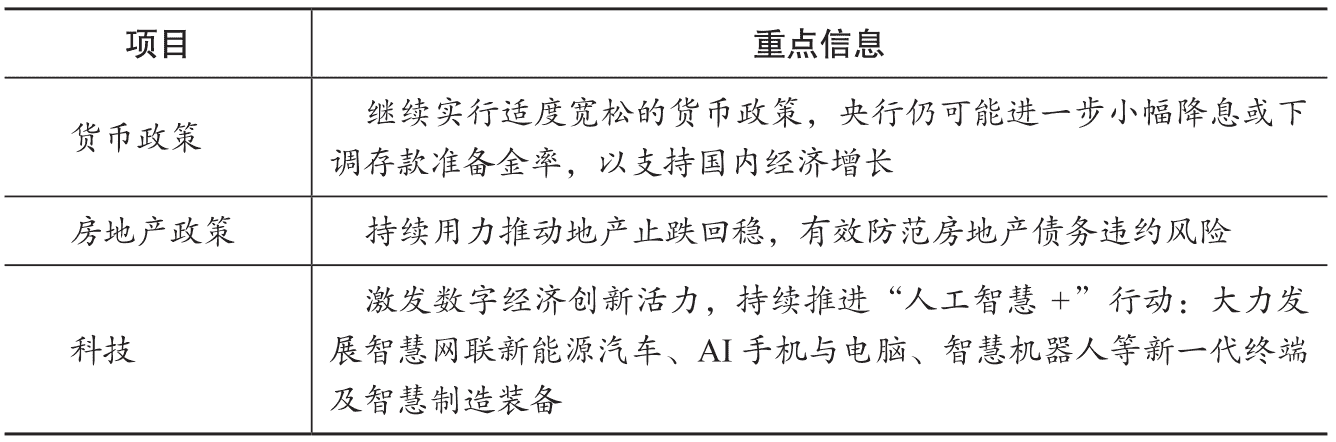 项目 重点信息
货币政策
继续实行适度宽松的货币政策，央行仍可能进一步小幅降息或下
调存款准备金率，以支持国内经济增长
房地产政策 持续用力推动地产止跌回稳，有效防范房地产债务违约风险
科技
激发数字经济创新活力，持续推进“人工智慧 +”行动：大力发
展智慧网联新能源汽车、AI 手机与电脑、智慧机器人等新一代终端
及智慧制造装备